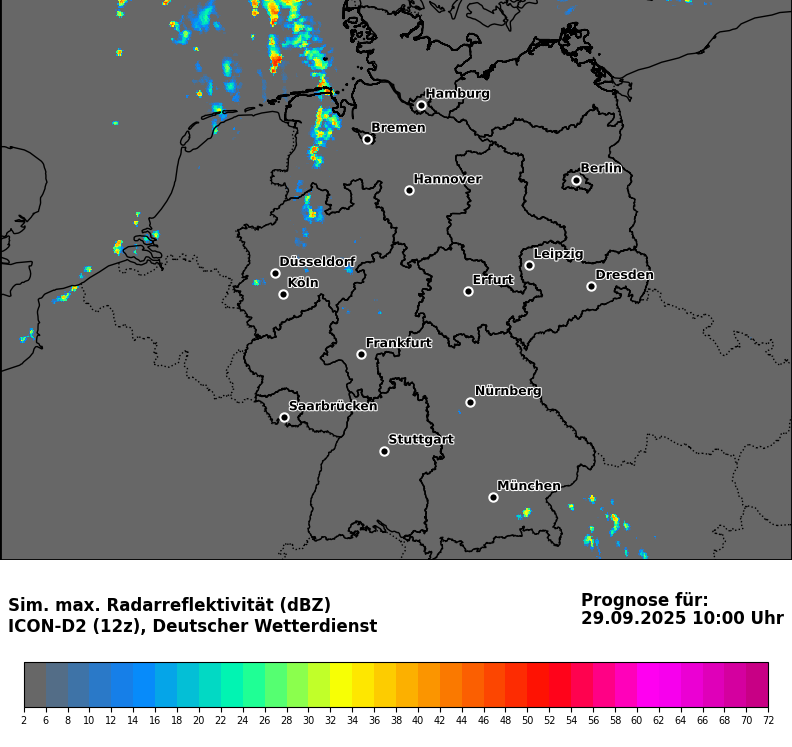 Hamburg
Bremen
Berlin
Hannover
Leipzig
Düsseldorf
Dresden
Köln
Erfurt
Frankfurt
Nürnberg
Saarbrücken
Stuttgart
München
Sim. max. Radarreflektivität (dBZ)
ICON-D2 (12z), Deutscher Wetterdienst
Prognose für:
29.09.2025 10:00 Uhr
2 6 8 10 12 14 16 18 20 22 24 26 28 30 32 34 36 38 40 42 44 46 48 50 52 54 56 58 60 62 64 66 68 70 72